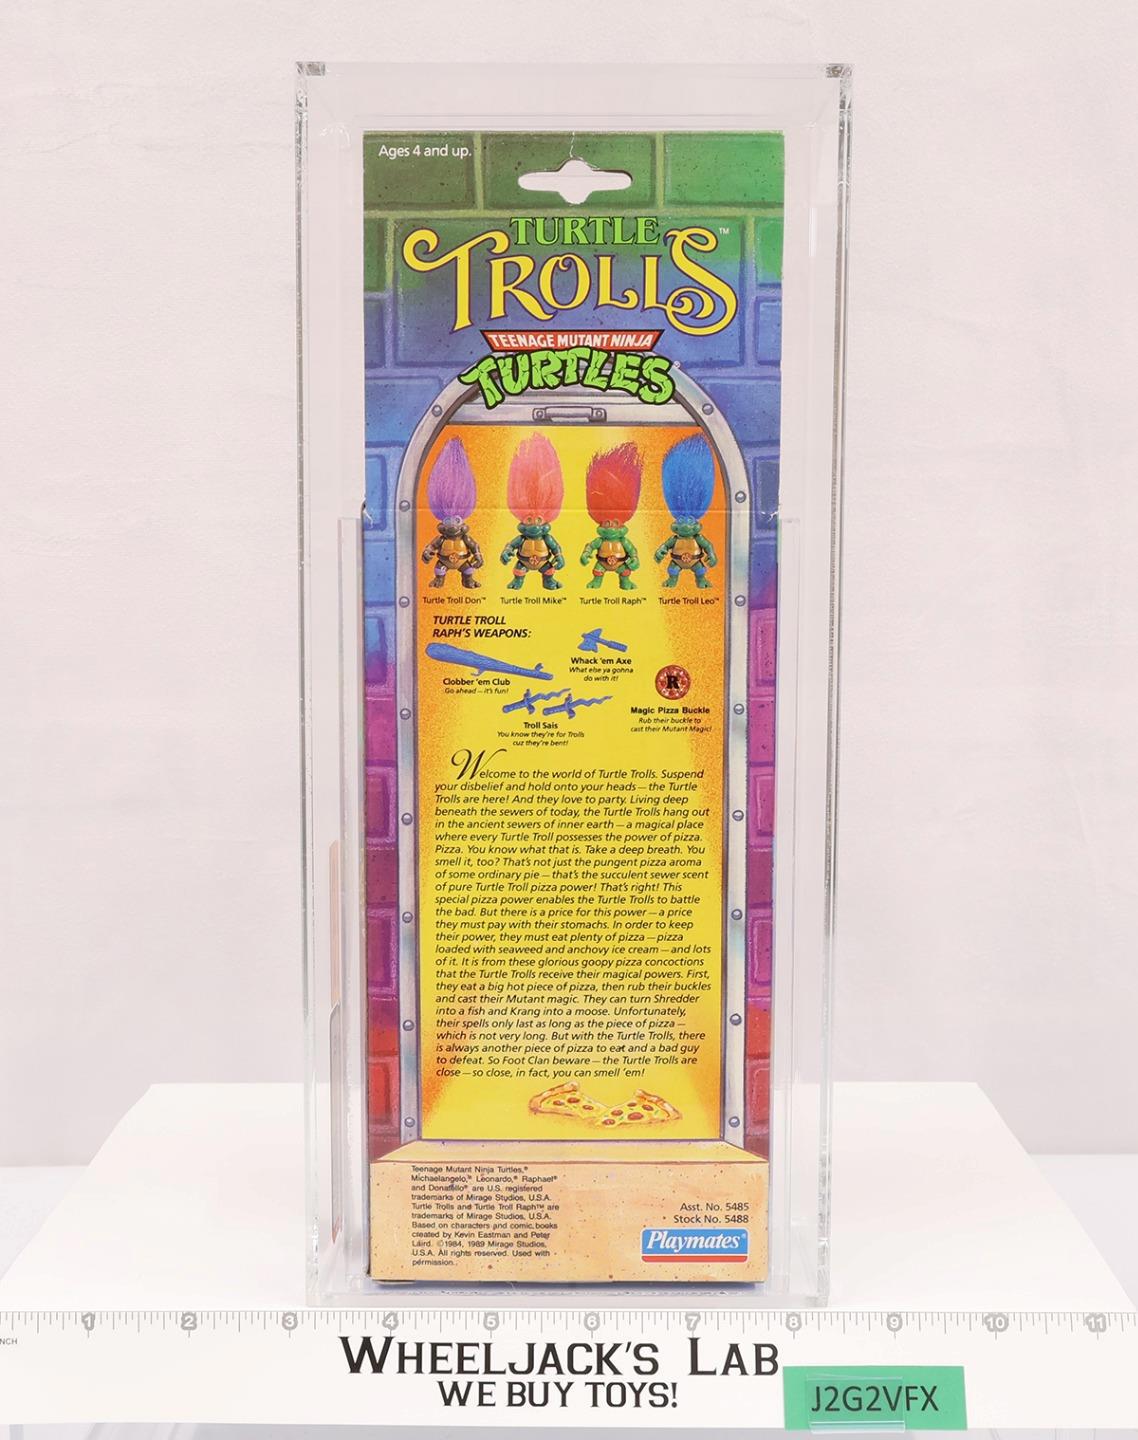 Ages 4 and up.
TURTLE
TROLLS™
TEENAGE MUTANT NINJA
TURTLES®
Turtle Troll Don™ Turtle Troll Mike™ Turtle Troll Raph™ Turtle Troll Leo™
TURTLE TROLL
RAPH'S WEAPONS:
Clobber 'em Club
Go ahead — it's fun!
Whack 'em Axe
What else ya gonna
do with it!
Troll Sais
You know they're for Trolls
cuz they're bent!
R
Magic Pizza Buckle
Rub their buckle to
cast their Mutant Magic!
Welcome to the world of Turtle Trolls. Suspend
your disbelief and hold onto your heads — the Turtle
Trolls are here! And they love to party. Living deep
beneath the sewers of today, the Turtle Trolls hang out
in the ancient sewers of inner earth — a magical place
where every Turtle Troll possesses the power of pizza.
Pizza. You know what that is. Take a deep breath. You
smell it, too? That's not just the pungent pizza aroma
of some ordinary pie — that's the succulent sewer scent
of pure Turtle Troll pizza power! That's right! This
special pizza power enables the Turtle Trolls to battle
the bad. But there is a price for this power — a price
they must pay with their stomachs. In order to keep
their power, they must eat plenty of pizza — pizza
loaded with seaweed and anchovy ice cream — and lots
of it. It is from these glorious goopy pizza concoctions
that the Turtle Trolls receive their magical powers. First,
they eat a big hot piece of pizza, then rub their buckles
and cast their Mutant magic. They can turn Shredder
into a fish and Krang into a moose. Unfortunately,
their spells only last as long as the piece of pizza —
which is not very long. But with the Turtle Trolls, there
is always another piece of pizza to eat and a bad guy
to defeat. So Foot Clan beware — the Turtle Trolls are
close — so close, in fact, you can smell 'em!
Teenage Mutant Ninja Turtles,®
Michaelangelo,® Leonardo,® Raphael®
and Donatello® are U.S. registered
trademarks of Mirage Studios, U.S.A.
Turtle Trolls and Turtle Troll Raph™ are
trademarks of Mirage Studios, U.S.A.
Based on characters and comic books
created by Kevin Eastman and Peter
Laird. ©1984, 1989 Mirage Studios,
U.S.A. All rights reserved. Used with
permission.
Asst. No. 5485
Stock No. 5488
Playmates®
INCH 1 2 3 4 5 6 7 8 9 10 11
WHEELJACK'S LAB
WE BUY TOYS!
J2G2VFX